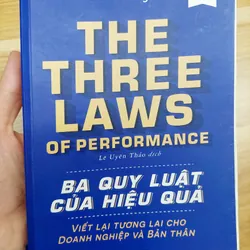 THE THREE
LAWS
OF PERFORMANCE
Lê Uyên Thảo dịch
BA QUY LUẬT
CỦA HIỆU QUẢ
VIẾT LẠI TƯƠNG LAI CHO
DOANH NGHIỆP VÀ BẢN THÂN